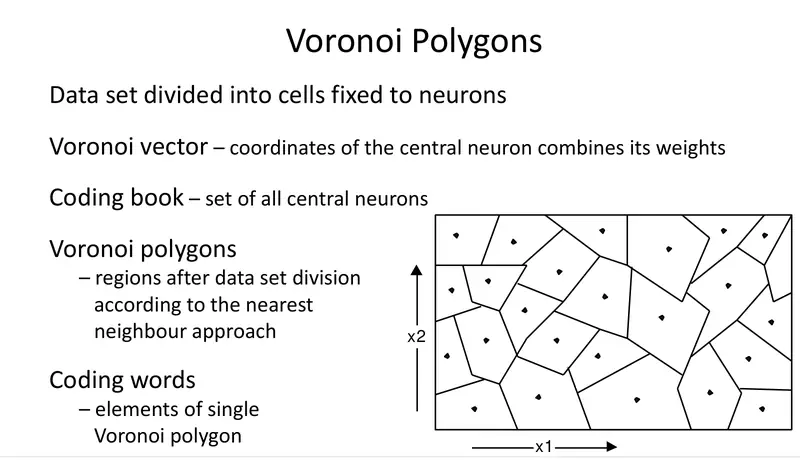 Voronoi Polygons
Data set divided into cells fixed to neurons
Voronoi vector – coordinates of the central neuron combines its weights
Coding book – set of all central neurons
Voronoi polygons
– regions after data set division
according to the nearest
neighbour approach
Coding words
– elements of single
Voronoi polygon
x2
x1